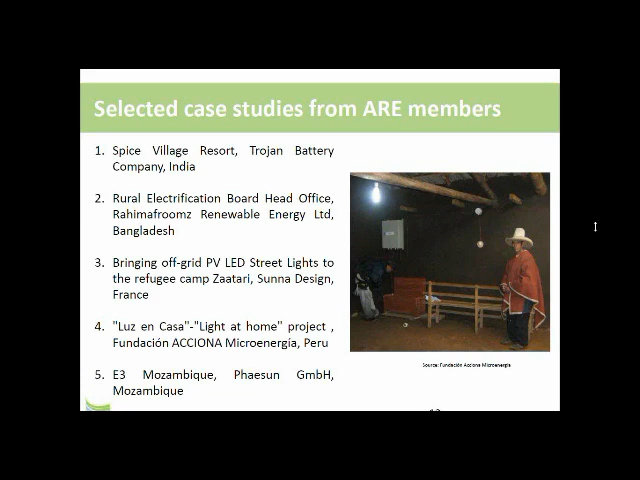 Selected case studies from ARE members
1. Spice Village Resort, Trojan Battery
Company, India
2. Rural Electrification Board Head Office,
Rahimafroomz Renewable Energy Ltd,
Bangladesh
3. Bringing off-grid PV LED Street Lights to
the refugee camp Zaatari, Sunna Design,
France
4. "Luz en Casa"-"Light at home" project ,
Fundación ACCIONA Microenergía, Peru
5. E3 Mozambique, Phaesun GmbH,
Mozambique
Source: Fundación Acciona Microenergía